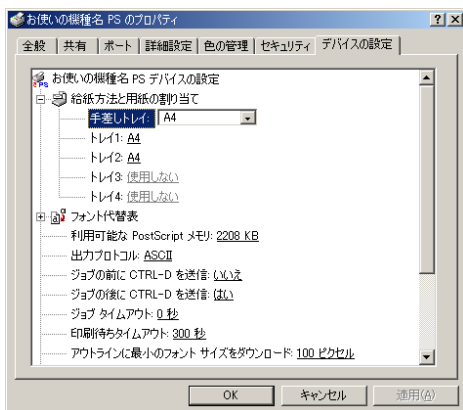 お使いの機種名 PS のプロパティ
全般 共有 ポート 詳細設定 色の管理 セキュリティ デバイスの設定
お使いの機種名 PS デバイスの設定
給紙方法と用紙の割り当て
手差しトレイ: A4
トレイ1: A4
トレイ2: A4
トレイ3: 使用しない
トレイ4: 使用しない
フォント代替表
利用可能な PostScript メモリ: 2208 KB
出力プロトコル: ASCII
ジョブの前に CTRL-D を送信: いいえ
ジョブの後に CTRL-D を送信: はい
ジョブ タイムアウト: 0 秒
印刷待ちタイムアウト: 300 秒
アウトラインに最小のフォント サイズをダウンロード: 100 ピクセル
OK キャンセル 適用(A)